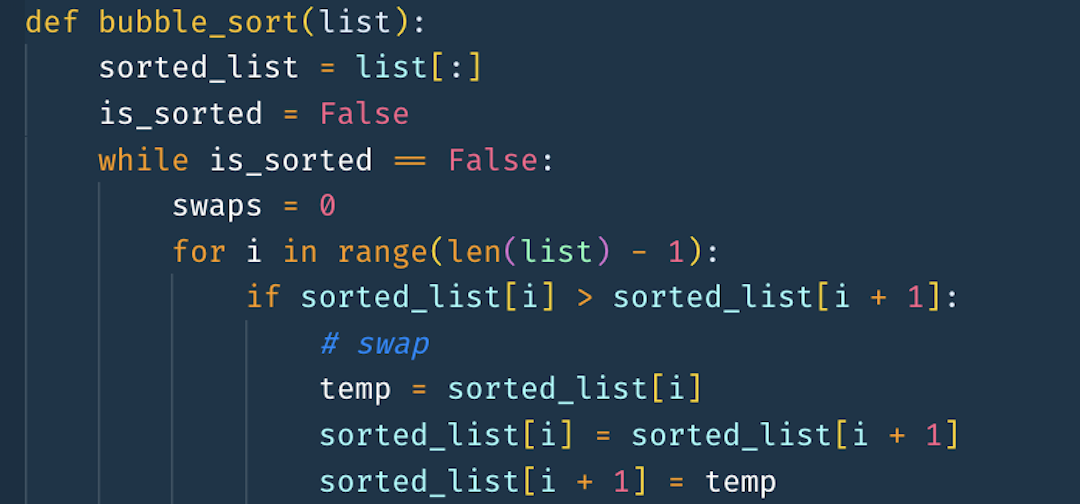 def bubble_sort(list):
    sorted_list = list[:]
    is_sorted = False
    while is_sorted == False:
        swaps = 0
        for i in range(len(list) - 1):
            if sorted_list[i] > sorted_list[i + 1]:
                # swap
                temp = sorted_list[i]
                sorted_list[i] = sorted_list[i + 1]
                sorted_list[i + 1] = temp